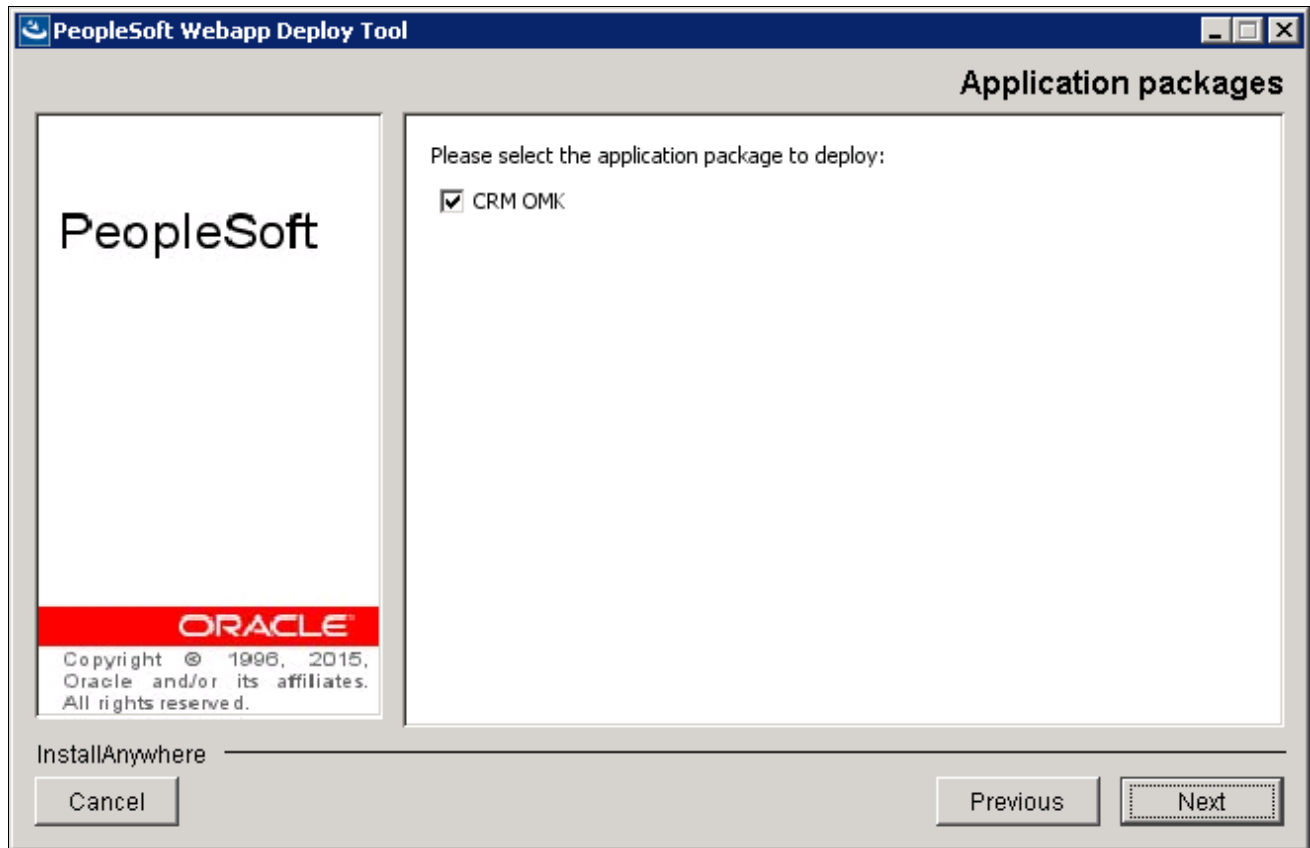 PeopleSoft Webapp Deploy Tool
Application packages
PeopleSoft
ORACLE
Copyright © 1996, 2015,
Oracle and/or its affiliates.
All rights reserved.
Please select the application package to deploy:
CRM OMK
InstallAnywhere
Cancel
Previous
Next